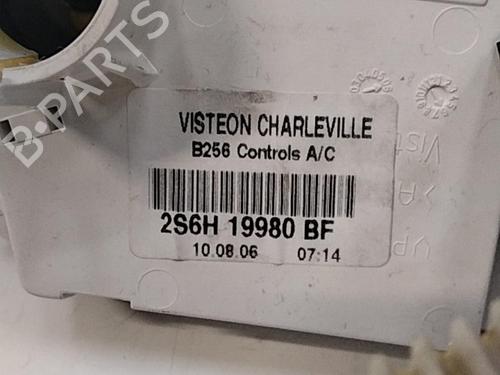 B-PARTS
VISTEON CHARLEVILLE
B256 Controls A/C
2S6H 19980 BF
10.08.06 07:14